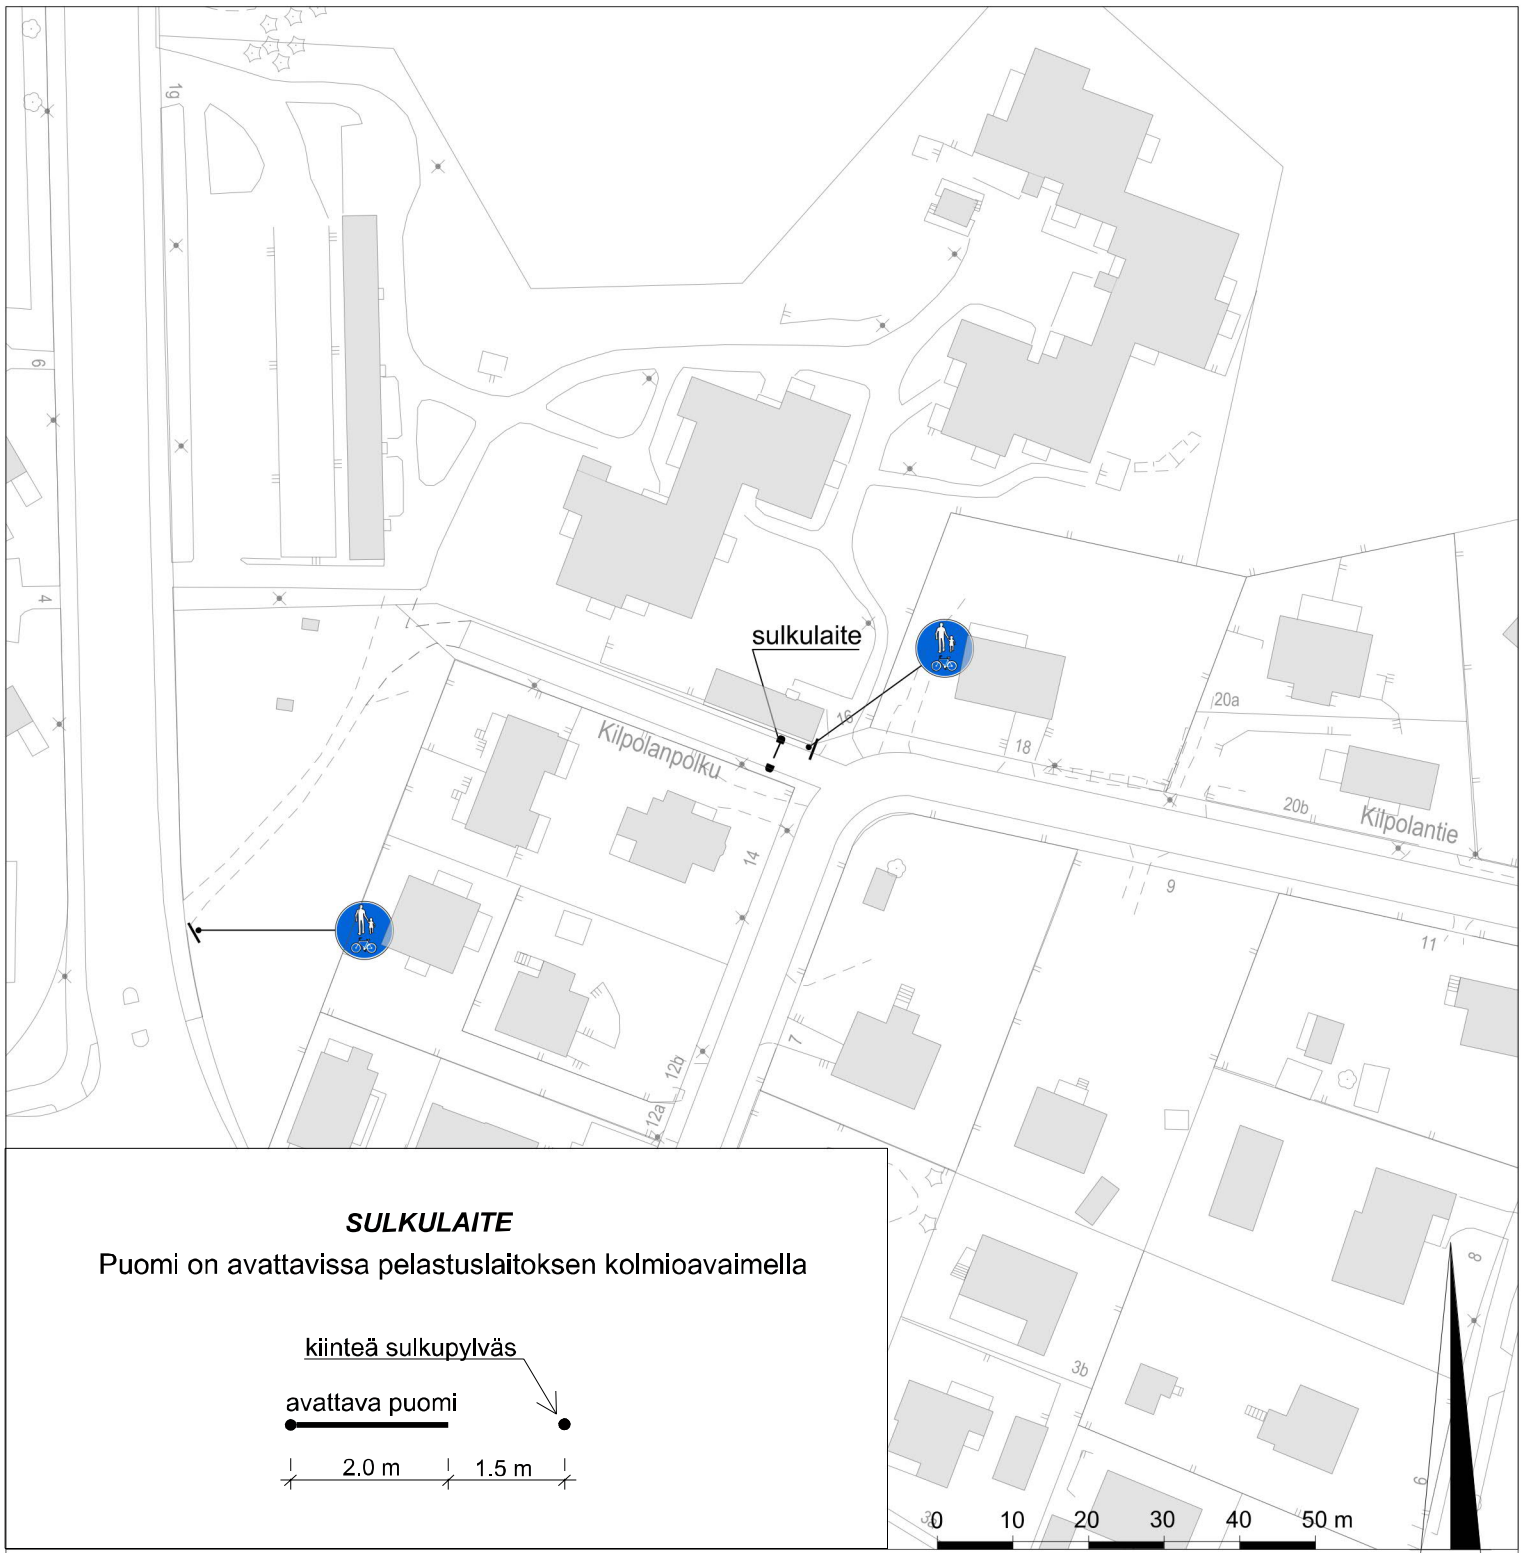 1g
6
4
sulkulaite
16
Kilpolanpolku
18
20a
20b
Kilpolantie
14
9
11
7
12b
12a
SULKULAITE
Puomi on avattavissa pelastuslaitoksen kolmioavaimella
kiinteä sulkupylväs
avattava puomi
2.0 m 1.5 m
8
3b
6
0 10 20 30 40 50 m